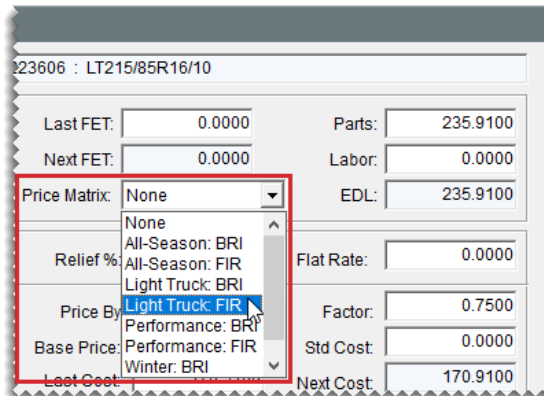 223606 : LT215/85R16/10
Last FET: 0.0000 Parts: 235.9100
Next FET: 0.0000 Labor: 0.0000
Price Matrix: None EDL: 235.9100
None
All-Season: BRI
Relief %: All-Season: FIR Flat Rate: 0.0000
Light Truck: BRI
Price By Light Truck: FIR Factor: 0.7500
Performance: BRI
Base Price: Performance: FIR Std Cost: 0.0000
Winter: BRI
Last Cost: Next Cost: 170.9100